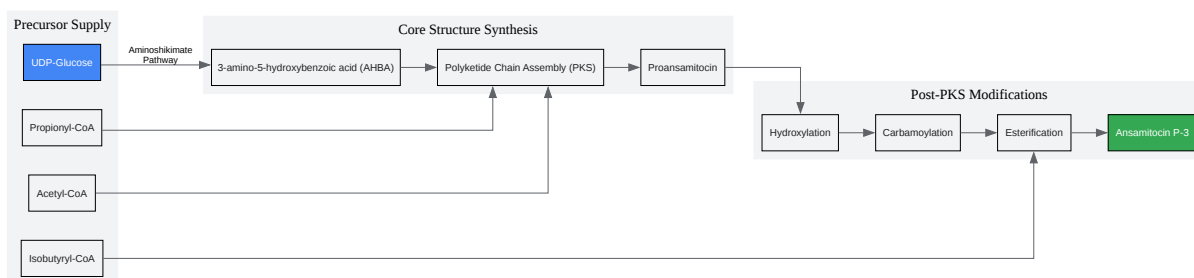 Precursor Supply
UDP-Glucose
Propionyl-CoA
Acetyl-CoA
Isobutyryl-CoA
Aminoshikimate
Pathway
Core Structure Synthesis
3-amino-5-hydroxybenzoic acid (AHBA)
Polyketide Chain Assembly (PKS)
Proansamitocin
Post-PKS Modifications
Hydroxylation
Carbamoylation
Esterification
Ansamitocin P-3